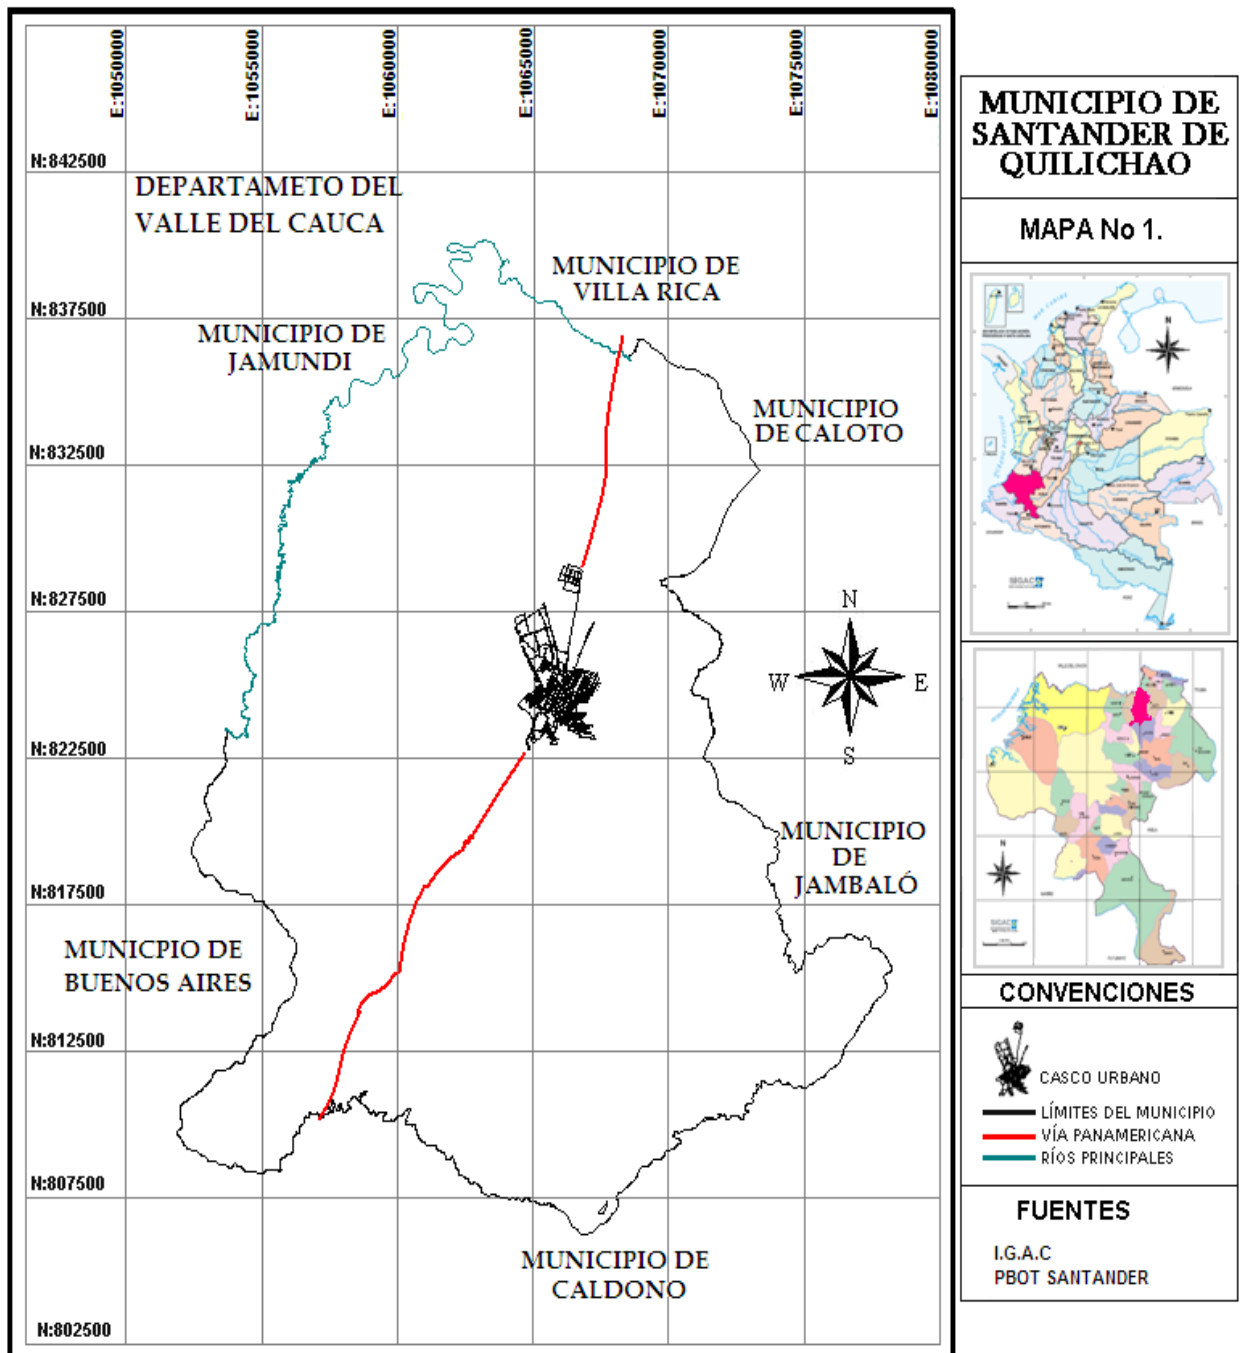 E:1050000
E:1055000
E:1060000
E:1065000
E:1070000
E:1075000
E:1080000
N:842500
DEPARTAMETO DEL
VALLE DEL CAUCA
MUNICIPIO DE
VILLA RICA
N:837500
MUNICIPIO DE
JAMUNDI
MUNICIPIO
DE CALOTO
N:832500
N:827500
N
W
E
S
N:822500
MUNICIPIO
DE
JAMBALÓ
N:817500
MUNICPIO DE
BUENOS AIRES
N:812500
N:807500
MUNICIPIO DE
CALDONO
N:802500
MUNICIPIO DE
SANTANDER DE
QUILICHAO
MAPA No 1.
N
N
CONVENCIONES
CASCO URBANO
LÍMITES DEL MUNICIPIO
VÍA PANAMERICANA
RÍOS PRINCIPALES
FUENTES
I.G.A.C
PBOT SANTANDER